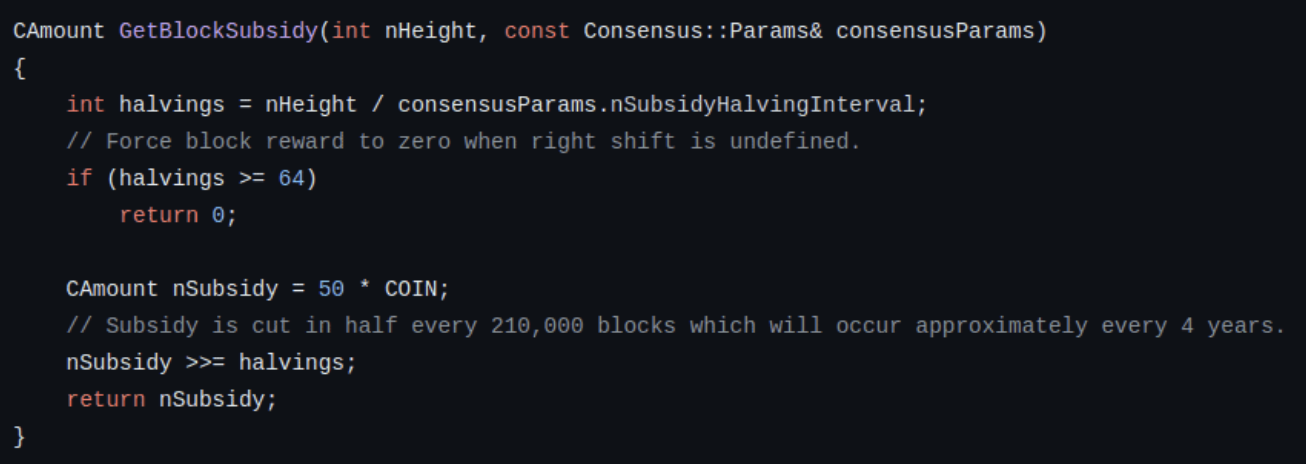 CAmount GetBlockSubsidy(int nHeight, const Consensus::Params& consensusParams)
{
    int halvings = nHeight / consensusParams.nSubsidyHalvingInterval;
    // Force block reward to zero when right shift is undefined.
    if (halvings >= 64)
        return 0;

    CAmount nSubsidy = 50 * COIN;
    // Subsidy is cut in half every 210,000 blocks which will occur approximately every 4 years.
    nSubsidy >>= halvings;
    return nSubsidy;
}